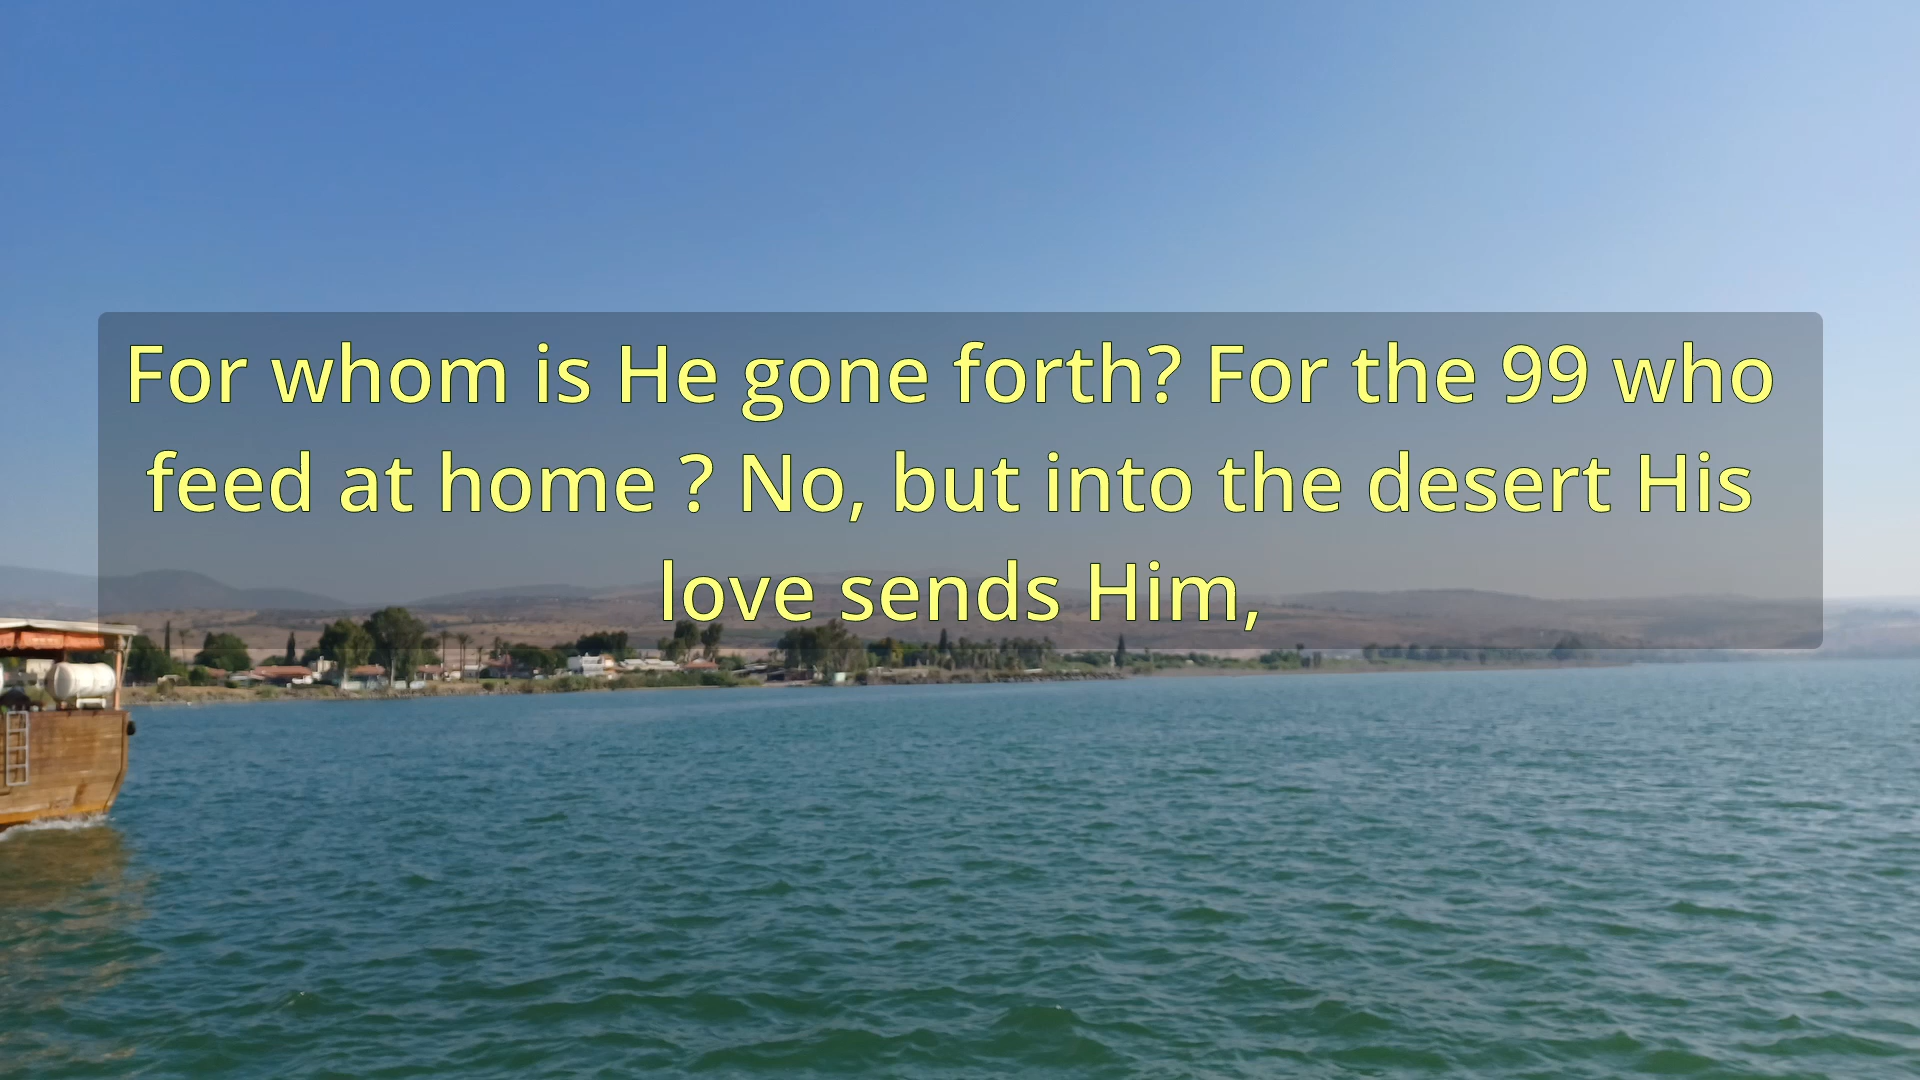 For whom is He gone forth? For the 99 who
feed at home ? No, but into the desert His
love sends Him,